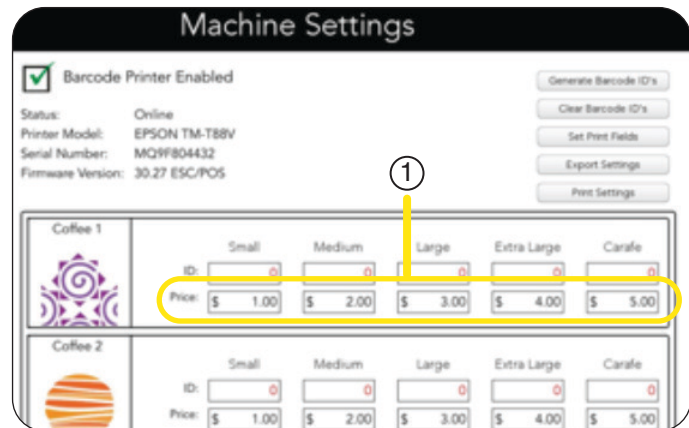 Machine Settings
Barcode Printer Enabled
Generate Barcode ID's
Clear Barcode ID's
Status: Online
Printer Model: EPSON TM-T88V
Set Print Fields
Serial Number: MQ9F804432
Export Settings
Firmware Version: 30.27 ESC/POS
Print Settings
1
Coffee 1
Small Medium Large Extra Large Carafe
ID: 0 0 0 0 0
Price: $ 1.00 $ 2.00 $ 3.00 $ 4.00 $ 5.00
Coffee 2
Small Medium Large Extra Large Carafe
ID: 0 0 0 0 0
Price: $ 1.00 $ 2.00 $ 3.00 $ 4.00 $ 5.00